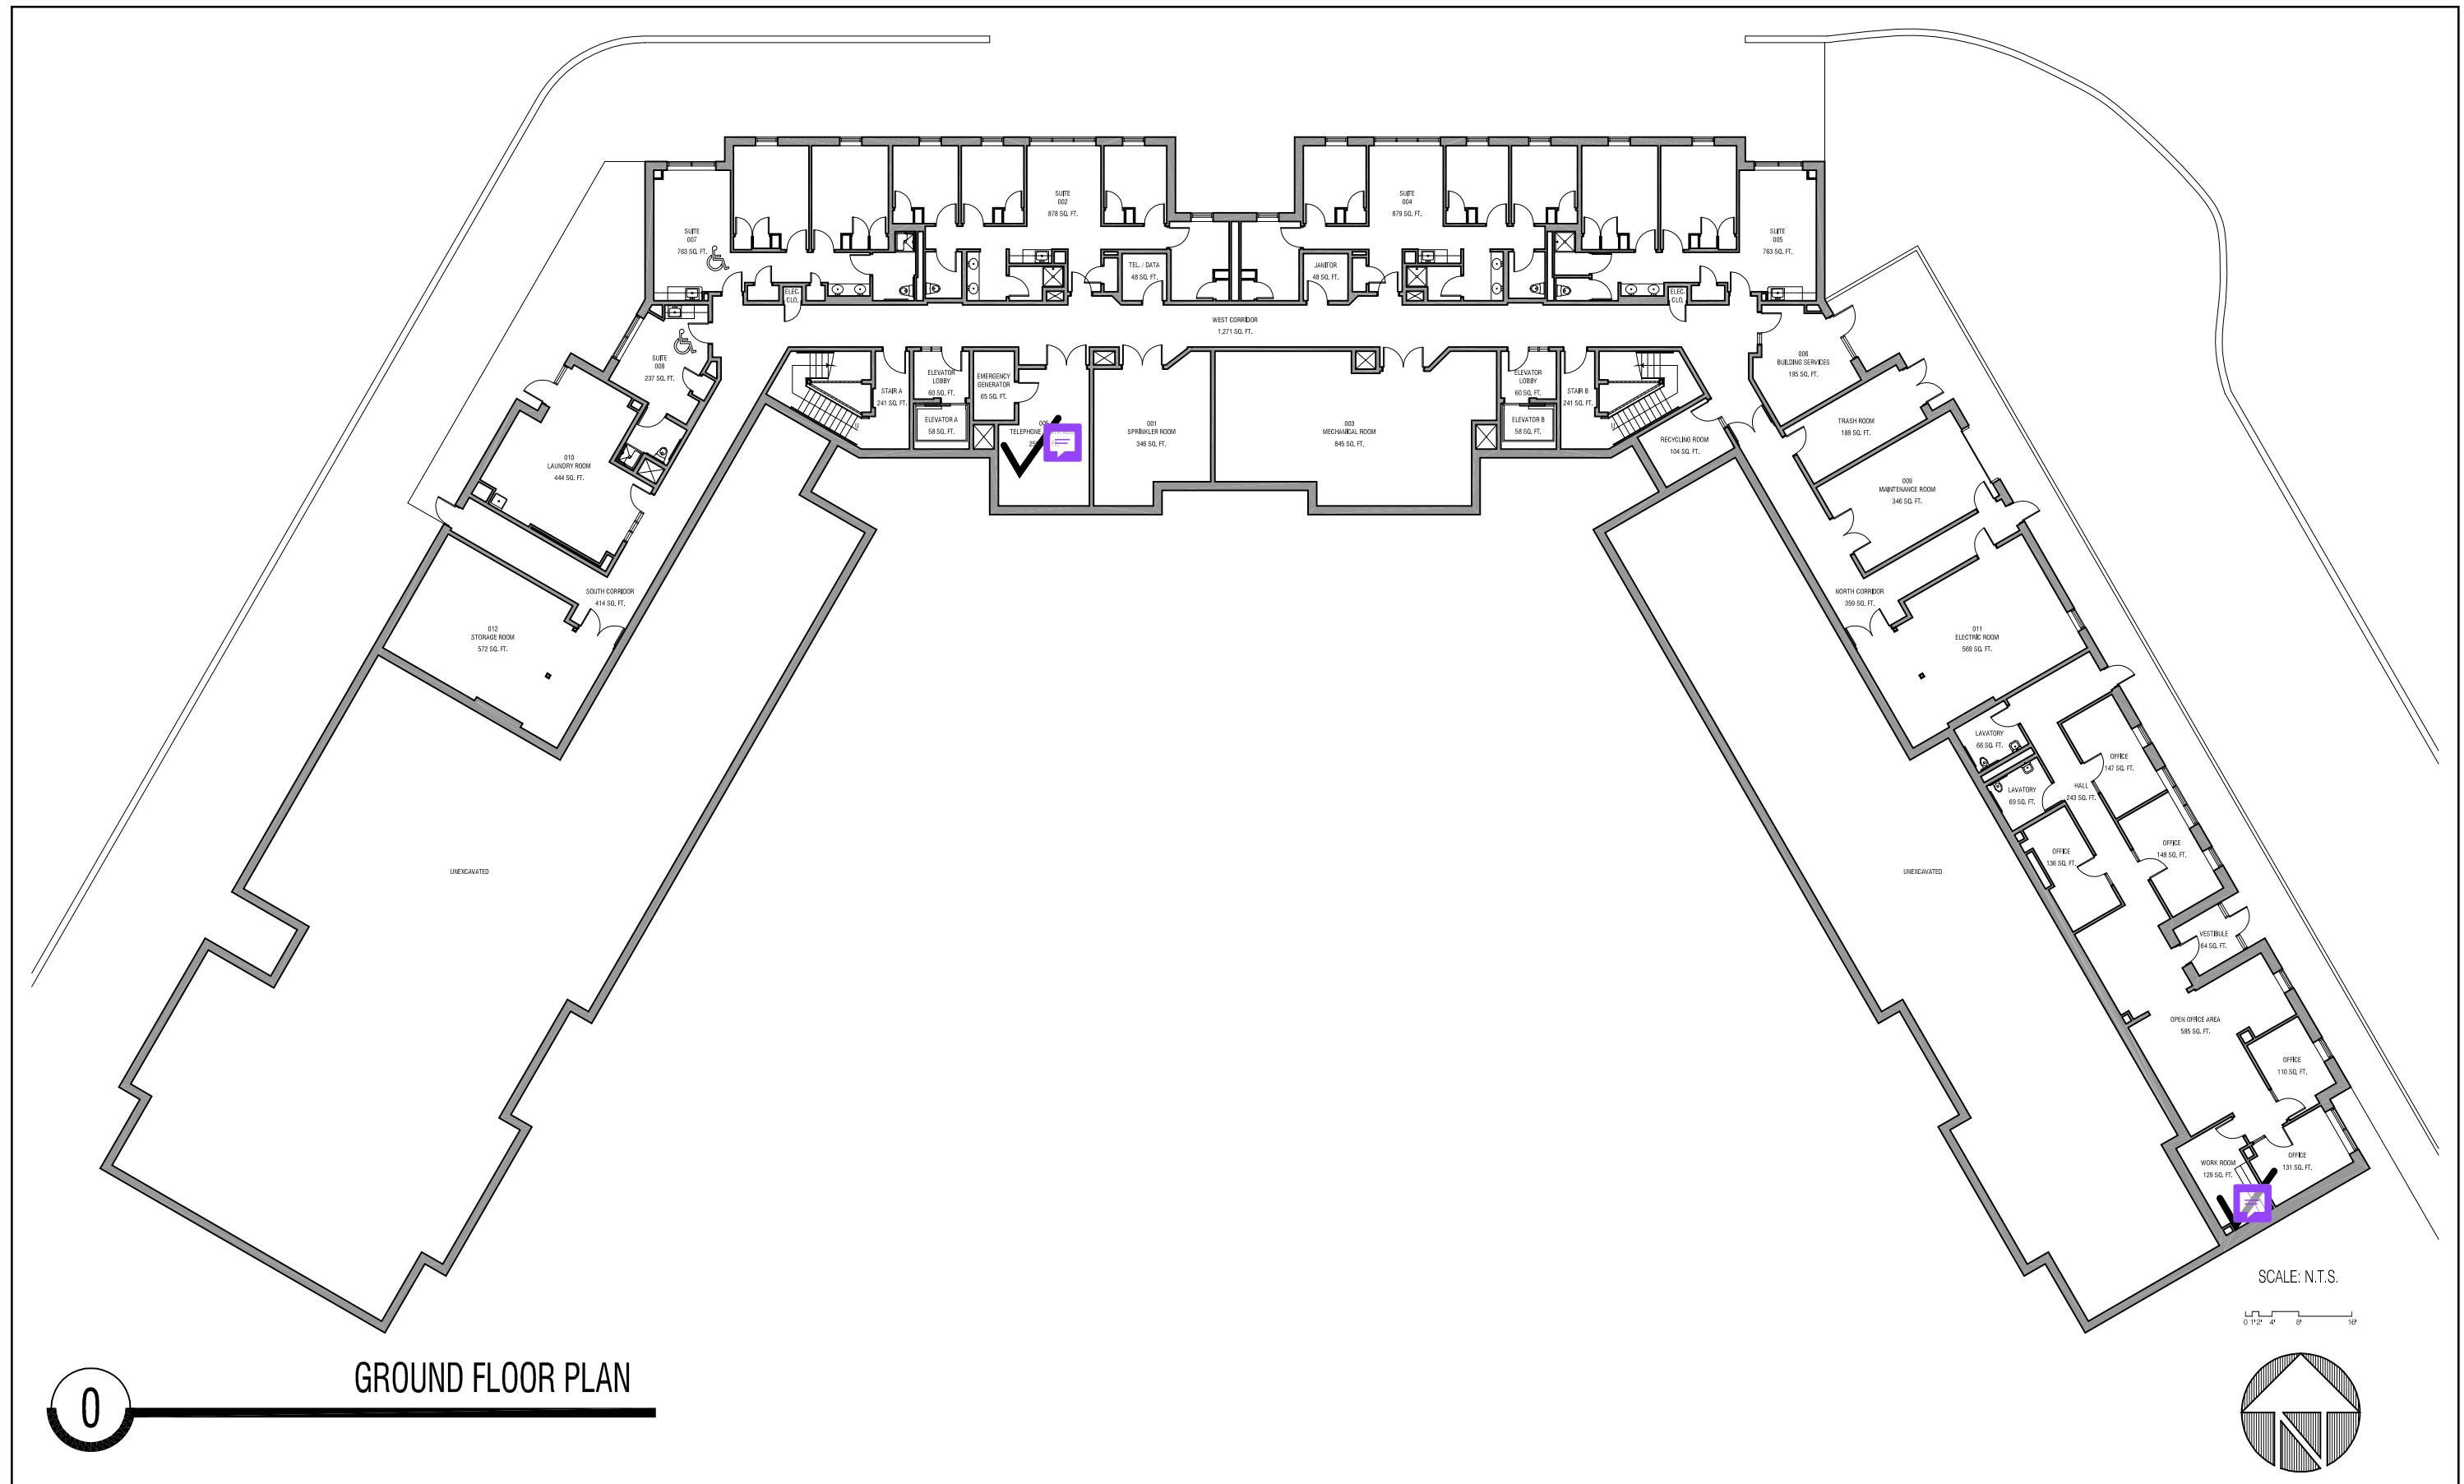 SUITE
007
763 SQ. FT.
SUITE
002
878 SQ. FT.
SUITE
004
879 SQ. FT.
SUITE
005
763 SQ. FT.
TEL. / DATA
48 SQ. FT.
JANITOR
48 SQ. FT.
ELEC.
CLO.
ELEC.
CLO.
WEST CORRIDOR
1,271 SQ. FT.
SUITE
008
237 SQ. FT.
STAIR A
241 SQ. FT.
ELEVATOR
LOBBY
60 SQ. FT.
ELEVATOR A
58 SQ. FT.
EMERGENCY
GENERATOR
65 SQ. FT.
TELEPHONE
001
SPRINKLER ROOM
346 SQ. FT.
003
MECHANICAL ROOM
845 SQ. FT.
ELEVATOR
LOBBY
60 SQ. FT.
ELEVATOR B
58 SQ. FT.
STAIR B
241 SQ. FT.
U
U
006
BUILDING SERVICES
195 SQ. FT.
TRASH ROOM
188 SQ. FT.
RECYCLING ROOM
104 SQ. FT.
009
MAINTENANCE ROOM
346 SQ. FT.
010
LAUNDRY ROOM
444 SQ. FT.
SOUTH CORRIDOR
414 SQ. FT.
012
STORAGE ROOM
572 SQ. FT.
NORTH CORRIDOR
359 SQ. FT.
011
ELECTRIC ROOM
569 SQ. FT.
LAVATORY
66 SQ. FT.
LAVATORY
69 SQ. FT.
HALL
243 SQ. FT.
OFFICE
147 SQ. FT.
OFFICE
148 SQ. FT.
OFFICE
136 SQ. FT.
UNEXCAVATED
UNEXCAVATED
VESTIBULE
64 SQ. FT.
OPEN OFFICE AREA
585 SQ. FT.
OFFICE
110 SQ. FT.
WORK ROOM
129 SQ. FT.
OFFICE
131 SQ. FT.
SCALE: N.T.S.
0 1' 2' 4' 8' 16'
GROUND FLOOR PLAN
0
N